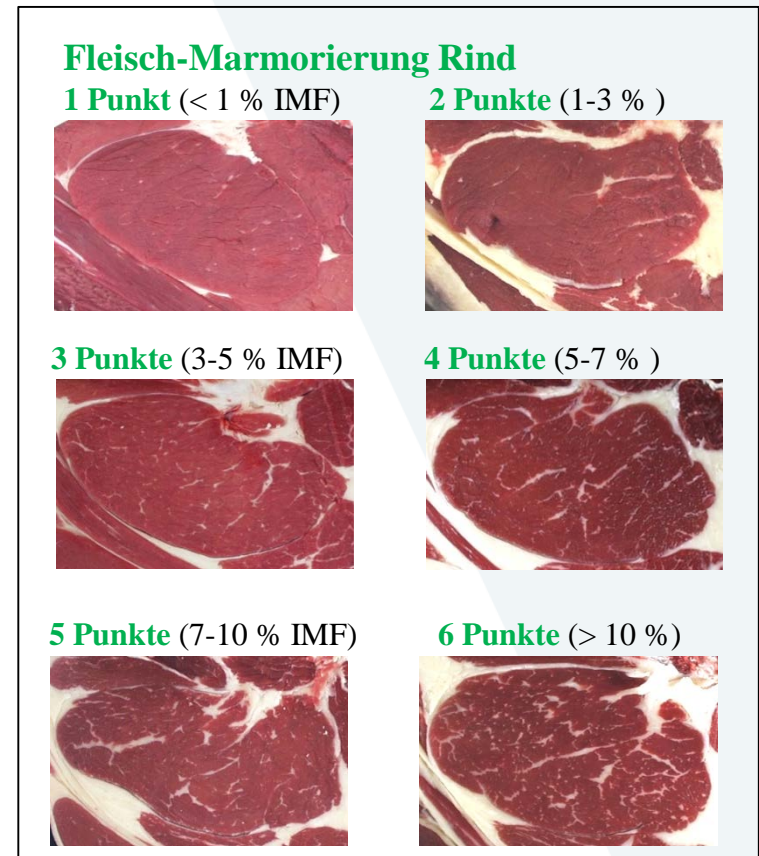 Fleisch-Marmorierung Rind
1 Punkt (< 1 % IMF)
2 Punkte (1-3 % )
3 Punkte (3-5 % IMF)
4 Punkte (5-7 % )
5 Punkte (7-10 % IMF)
6 Punkte (> 10 %)